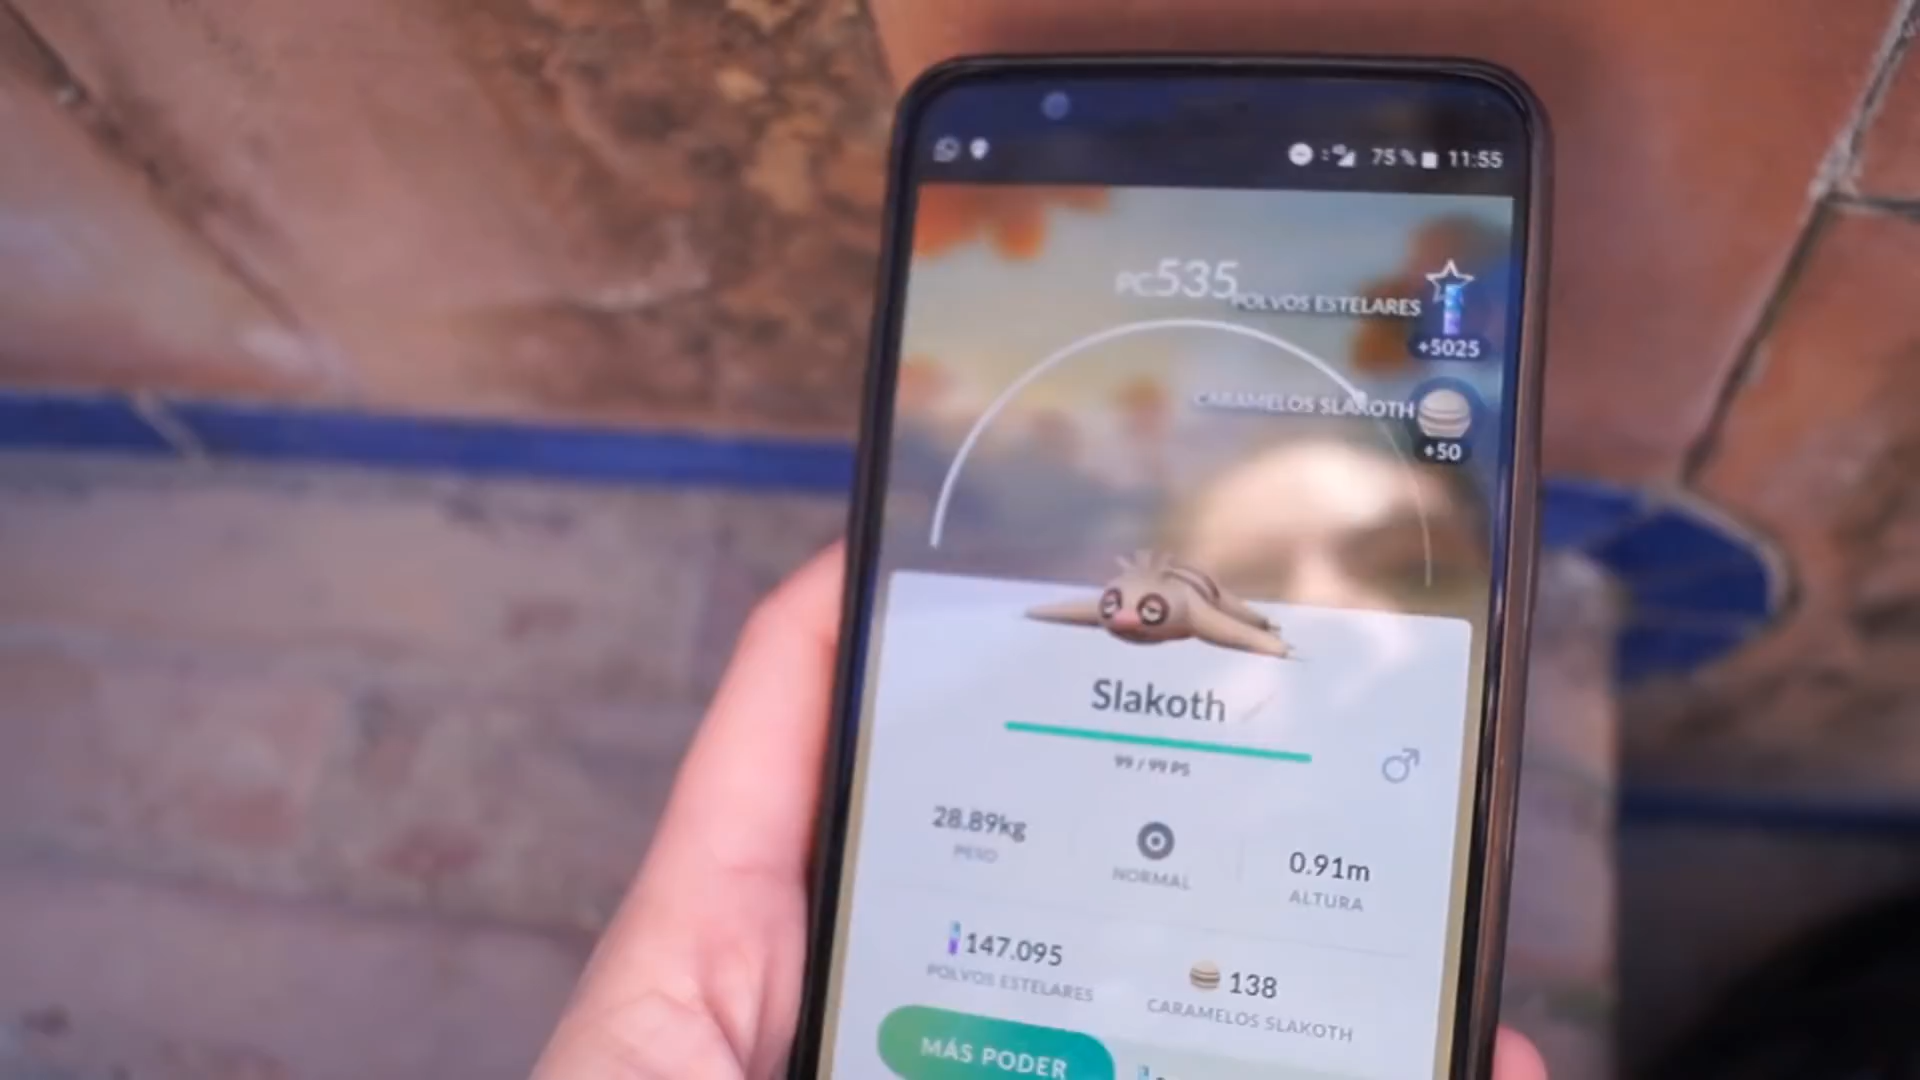 75% 11:55
PC535
POLVOS ESTELARES
+5025
CARAMELOS SLAKOTH
+50
Slakoth
99 / 99 PS
28.89kg
PESO
NORMAL
0.91m
ALTURA
147.095
POLVOS ESTELARES
138
CARAMELOS SLAKOTH
MÁS PODER